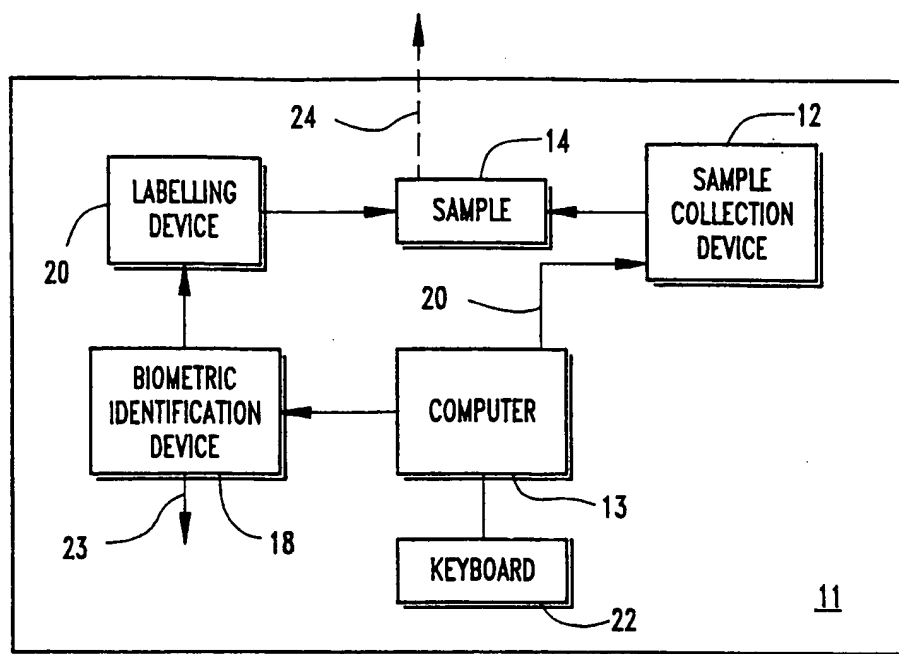 24
14
12
LABELLING
DEVICE
SAMPLE
SAMPLE
COLLECTION
DEVICE
20
20
BIOMETRIC
IDENTIFICATION
DEVICE
COMPUTER
23
18
13
KEYBOARD
22
11